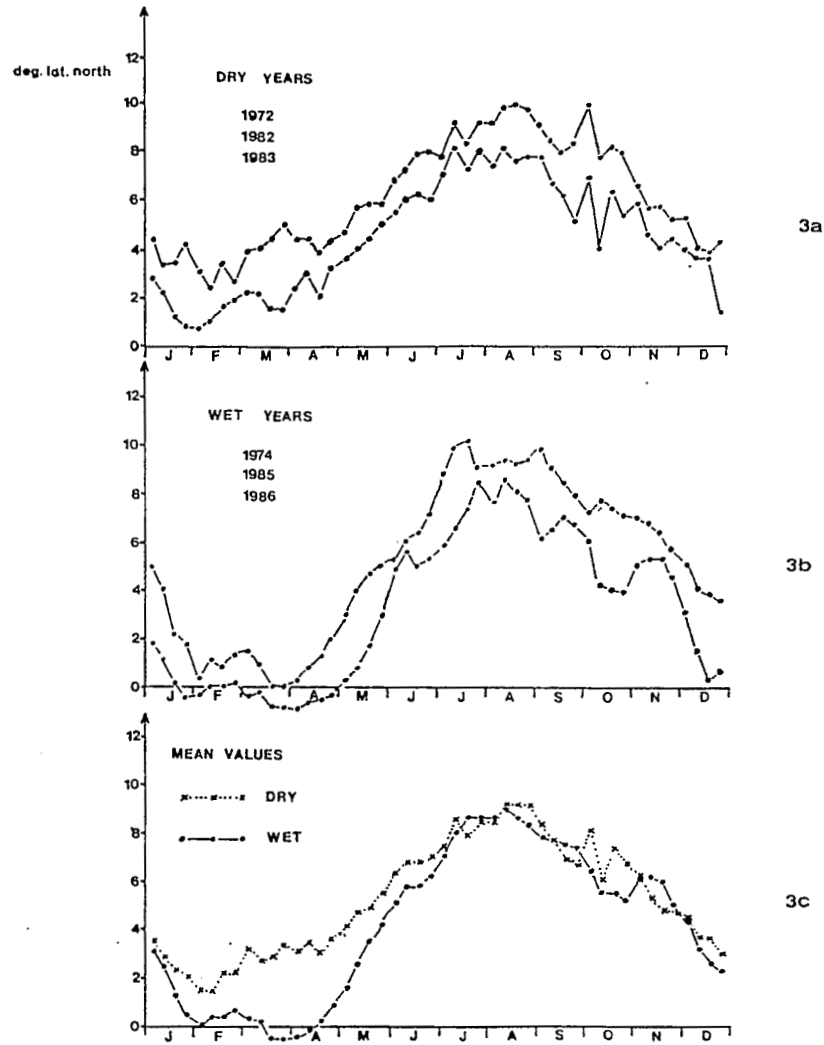 deg. lat. north
DRY YEARS
1972
1982
1983
12
10
8
6
4
2
0
J F M A M J J A S O N D
3a
WET YEARS
1974
1985
1986
12
10
8
6
4
2
0
J F M A M J J A S O N D
3b
MEAN VALUES
DRY
WET
12
10
8
6
4
2
0
J F M A M J J A S O N D
3c